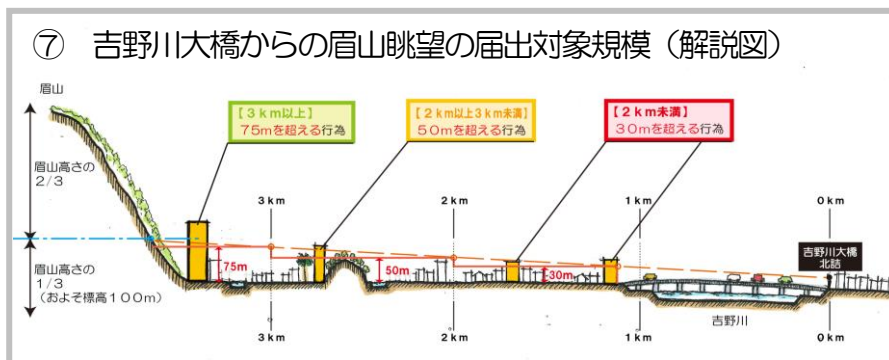 ⑦ 吉野川大橋からの眉山眺望の届出対象規模（解説図）
眉山
【3km以上】
75mを超える行為
【2km以上3km未満】
50mを超える行為
【2km未満】
30mを超える行為
眉山高さの
2/3
3km
2km
1km
0km
吉野川大橋
北詰
眉山高さの
1/3
(およそ標高100m)
75m
50m
30m
吉野川
3km
2km
1km
0km